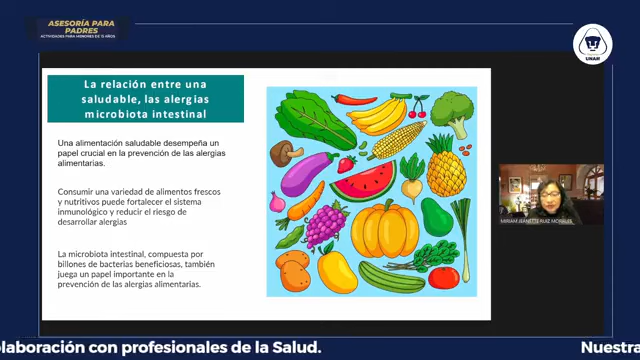 ASESORÍA PARA
PADRES
ACTIVIDADES PARA MENORES DE 15 AÑOS
UNAM
La relación entre una
saludable, las alergias
microbiota intestinal
Una alimentación saludable desempeña un
papel crucial en la prevención de las alergias
alimentarias.
Consumir una variedad de alimentos frescos
y nutritivos puede fortalecer el sistema
inmunológico y reducir el riesgo de
desarrollar alergias
La microbiota intestinal, compuesta por
billones de bacterias beneficiosas, también
juega un papel importante en la
prevención de las alergias alimentarias.
MIRIAM JEANETTE RUIZ MORALES
olaboración con profesionales de la Salud.
Nuestra